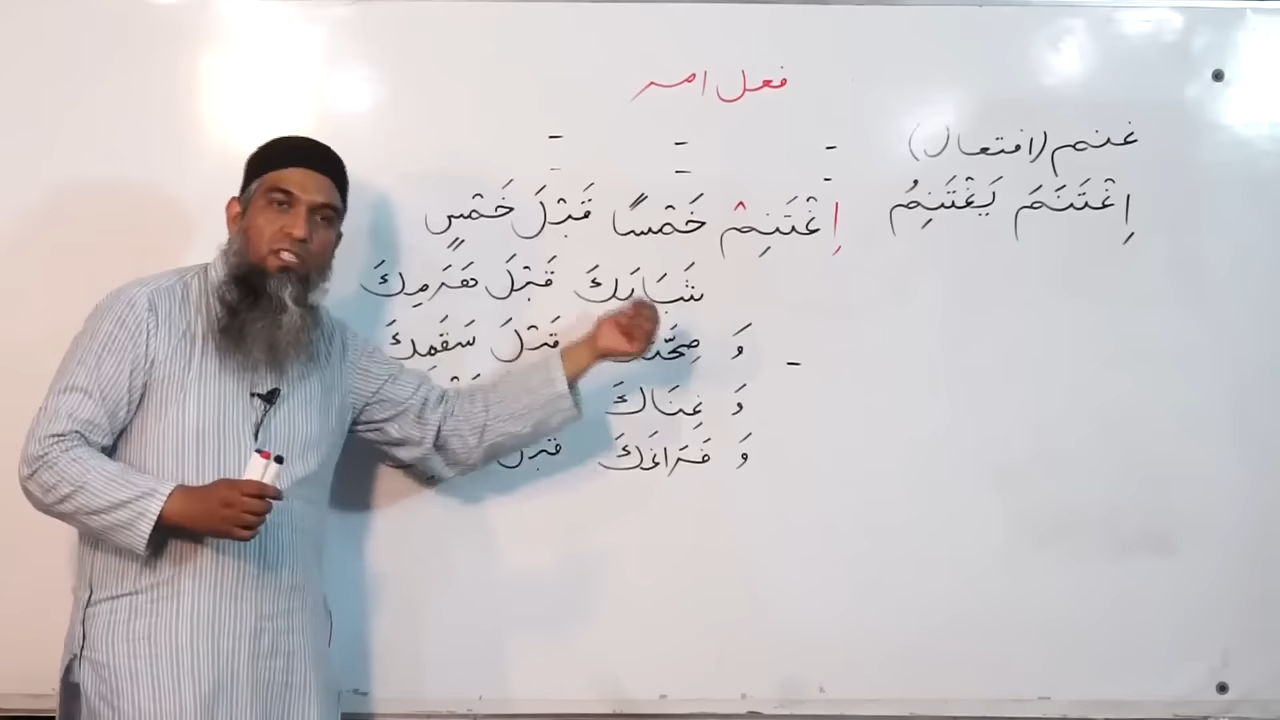 فعل امر
غنم (افتعال)
اِغْتَنَمَ يَغْتَنِمُ
اِغْتَنِمْ خَمْسًا قَبْلَ خَمْسٍ
شَبَابَكَ قَبْلَ هَرَمِكَ
وَ صِحَّتَكَ قَبْلَ سَقَمِكَ
وَ غِنَاكَ
وَ فَرَاغَكَ قَبْلَ